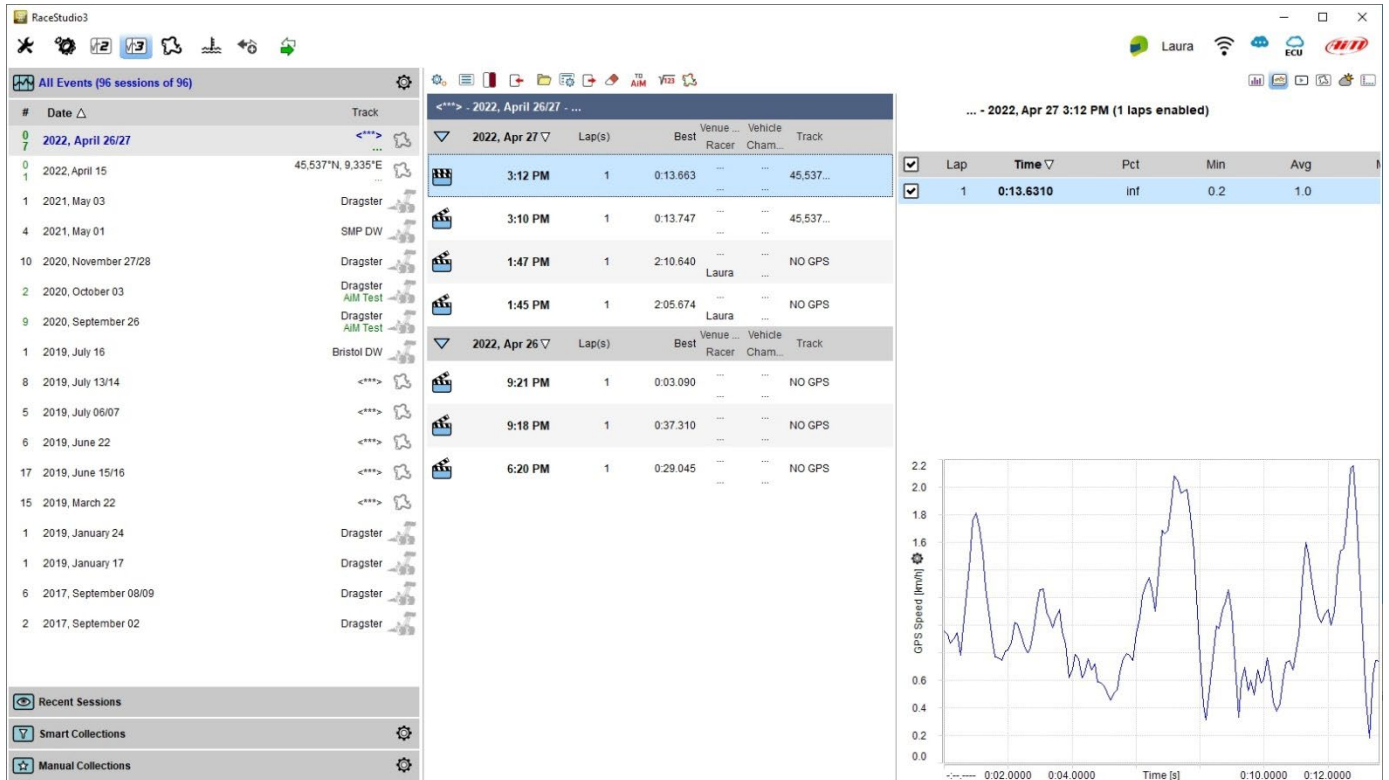 RaceStudio3
Laura
ECU
AiM
All Events (96 sessions of 96)
# Date △ Track
0 7 2022, April 26/27 <***> ...
0 1 2022, April 15 45,537°N, 9,335°E ...
1 2021, May 03 Dragster
4 2021, May 01 SMP DW
10 2020, November 27/28 Dragster
2 2020, October 03 Dragster AiM Test
9 2020, September 26 Dragster AiM Test
1 2019, July 16 Bristol DW
8 2019, July 13/14 <***>
5 2019, July 06/07 <***>
6 2019, June 22 <***>
17 2019, June 15/16 <***>
15 2019, March 22 <***>
1 2019, January 24 Dragster
1 2019, January 17 Dragster
6 2017, September 08/09 Dragster
2 2017, September 02 Dragster
Recent Sessions
Smart Collections
Manual Collections
TO AiM √123
<***> - 2022, April 26/27 - ...
2022, Apr 27 ▽ Lap(s) Best Venue ... Racer Vehicle Cham... Track
3:12 PM 1 0:13.663 ... ... ... ... 45,537...
3:10 PM 1 0:13.747 ... ... ... ... 45,537...
1:47 PM 1 2:10.640 ... Laura ... ... NO GPS
1:45 PM 1 2:05.674 ... Laura ... ... NO GPS
2022, Apr 26 ▽ Lap(s) Best Venue ... Racer Vehicle Cham... Track
9:21 PM 1 0:03.090 ... ... ... ... NO GPS
9:18 PM 1 0:37.310 ... ... ... ... NO GPS
6:20 PM 1 0:29.045 ... ... ... ... NO GPS
... - 2022, Apr 27 3:12 PM (1 laps enabled)
Lap Time ▽ Pct Min Avg
1 0:13.6310 inf 0.2 1.0
2.2
2.0
1.8
1.6
GPS Speed [km/h]
0.6
0.4
0.2
0.0
-:--.---- 0:02.0000 0:04.0000 Time [s] 0:10.0000 0:12.0000